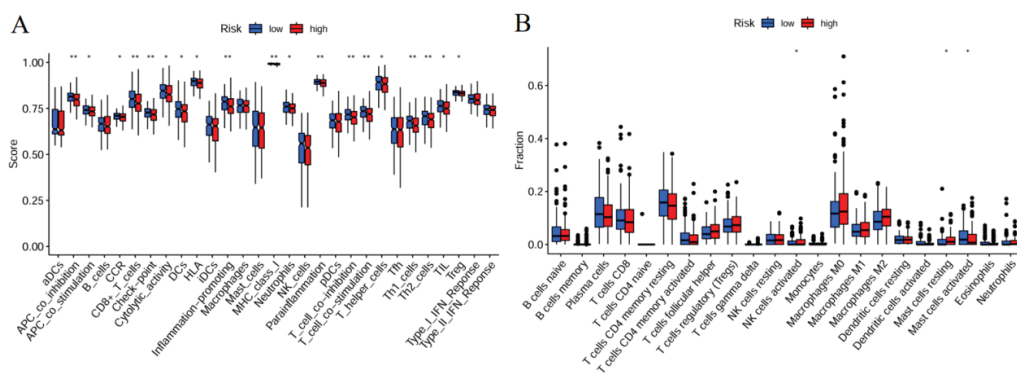 A
Risk low high
* * * * * * * * * * * * * * * * * * * * * * * * * * * * *
1.00
0.75
0.50
0.25
0.00
Score
aDCs
APC_co_inhibition
APC_co_stimulation
B_cells
CCR
CD8+_T_cells
Check-point
Cytolytic_activity
DCs
HLA
iDCs
Inflammation-promoting
Macrophages
Mast_cells
MHC_class_I
Neutrophils
NK_cells
Parainflammation
pDCs
T_cell_co-inhibition
T_cell_co-stimulation
T_helper_cells
Tfh
Th1_cells
Th2_cells
TIL
Treg
Type_I_IFN_Reponse
Type_II_IFN_Reponse
B
Risk low high
* * *
0.6
0.4
0.2
0.0
Fraction
B cells naive
B cells memory
Plasma cells
T cells CD8
T cells CD4 naive
T cells CD4 memory resting
T cells CD4 memory activated
T cells follicular helper
T cells regulatory (Tregs)
T cells gamma delta
NK cells resting
NK cells activated
Monocytes
Macrophages M0
Macrophages M1
Macrophages M2
Dendritic cells resting
Dendritic cells activated
Mast cells resting
Mast cells activated
Eosinophils
Neutrophils